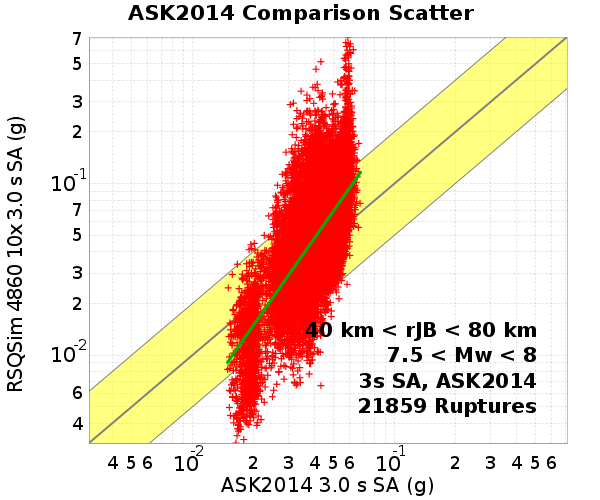 ASK2014 Comparison Scatter
RSQSim 4860 10x 3.0 s SA (g)
7
5
3
2
10-1
7
5
3
2
10-2
6
4
40 km < rJB < 80 km
7.5 < Mw < 8
3s SA, ASK2014
21859 Ruptures
4 5 6 10-2 2 3 4 5 6 10-1 2 3 4 5 6
ASK2014 3.0 s SA (g)